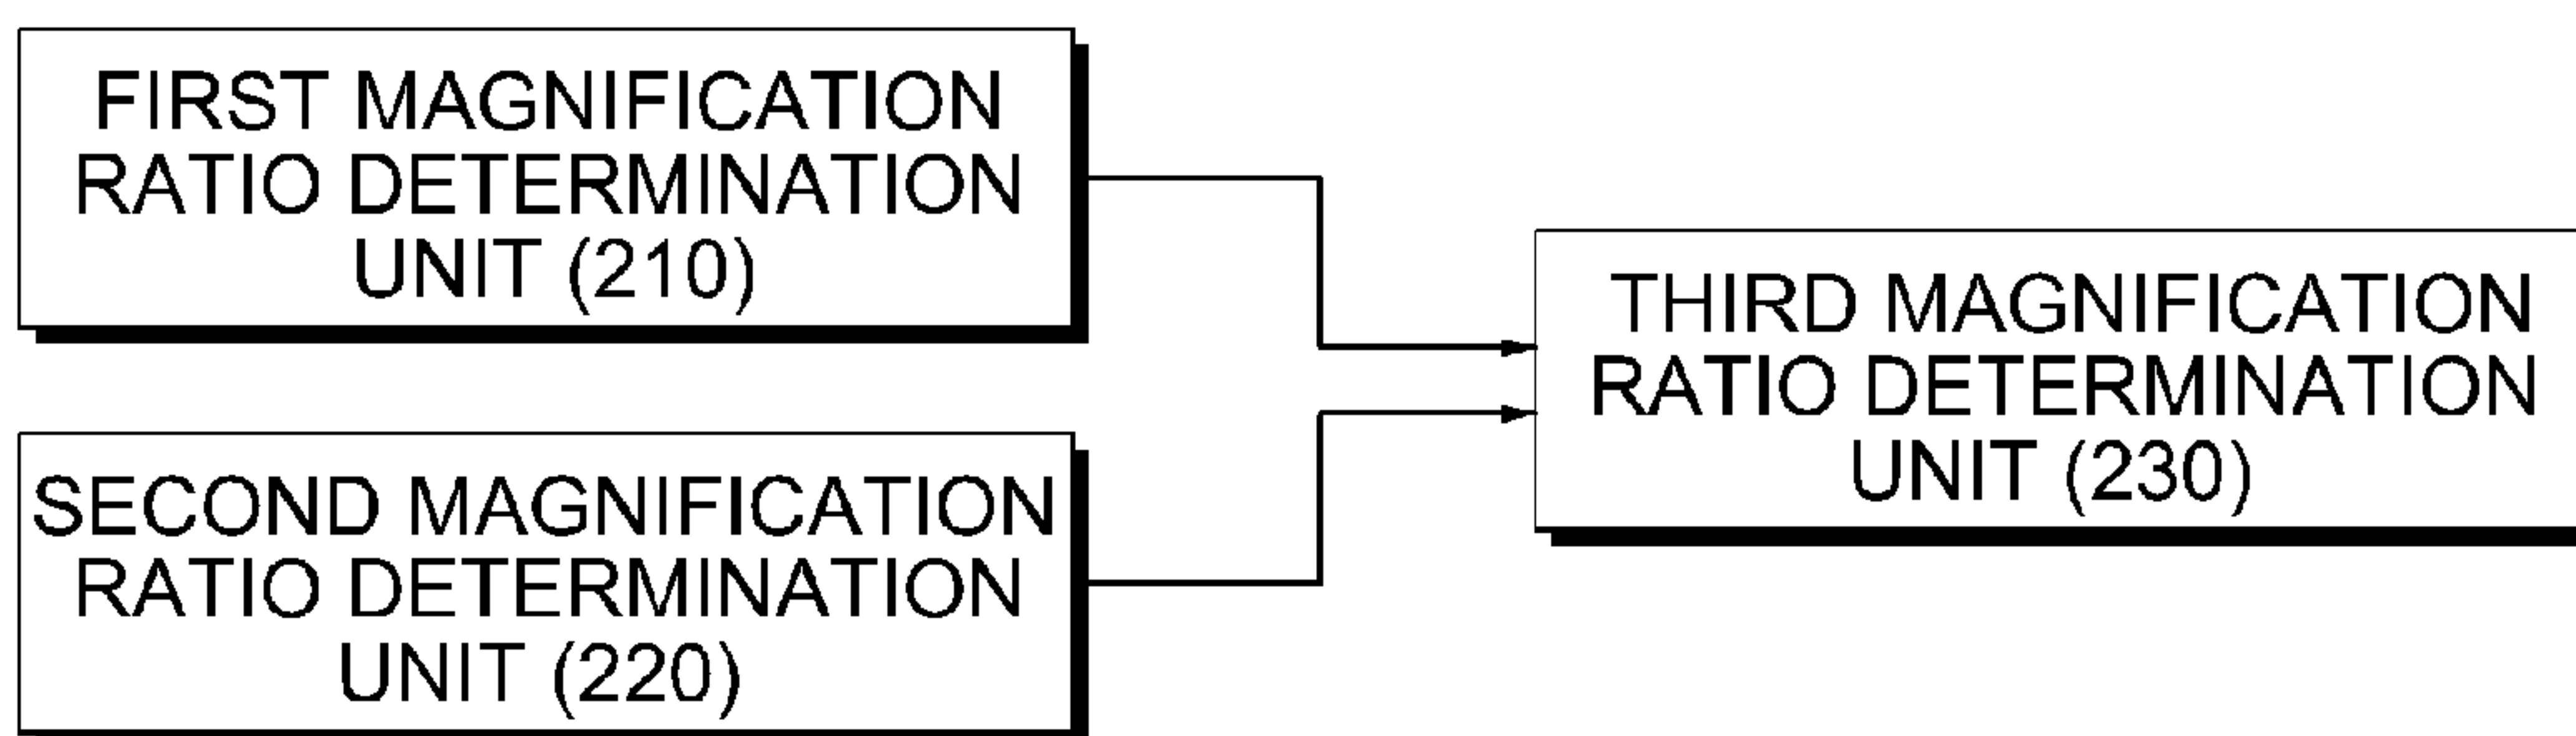 FIRST MAGNIFICATION
RATIO DETERMINATION
UNIT (210)
SECOND MAGNIFICATION
RATIO DETERMINATION
UNIT (220)
THIRD MAGNIFICATION
RATIO DETERMINATION
UNIT (230)